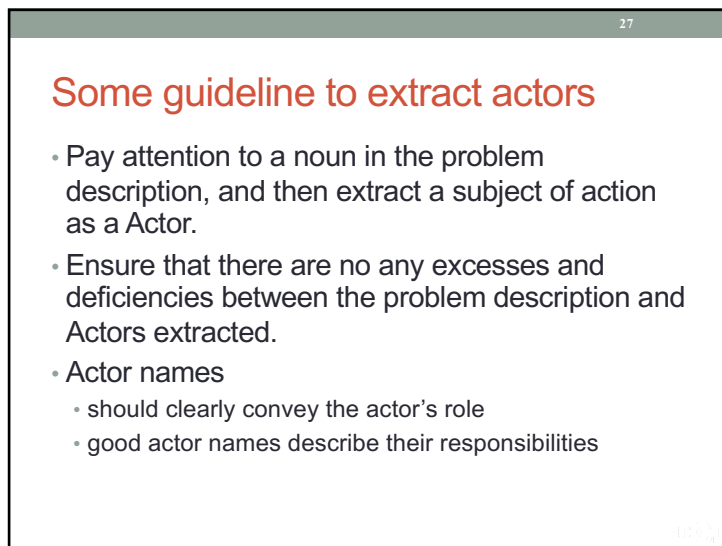 27
Some guideline to extract actors
• Pay attention to a noun in the problem
description, and then extract a subject of action
as a Actor.
• Ensure that there are no any excesses and
deficiencies between the problem description and
Actors extracted.
• Actor names
• should clearly convey the actor’s role
• good actor names describe their responsibilities